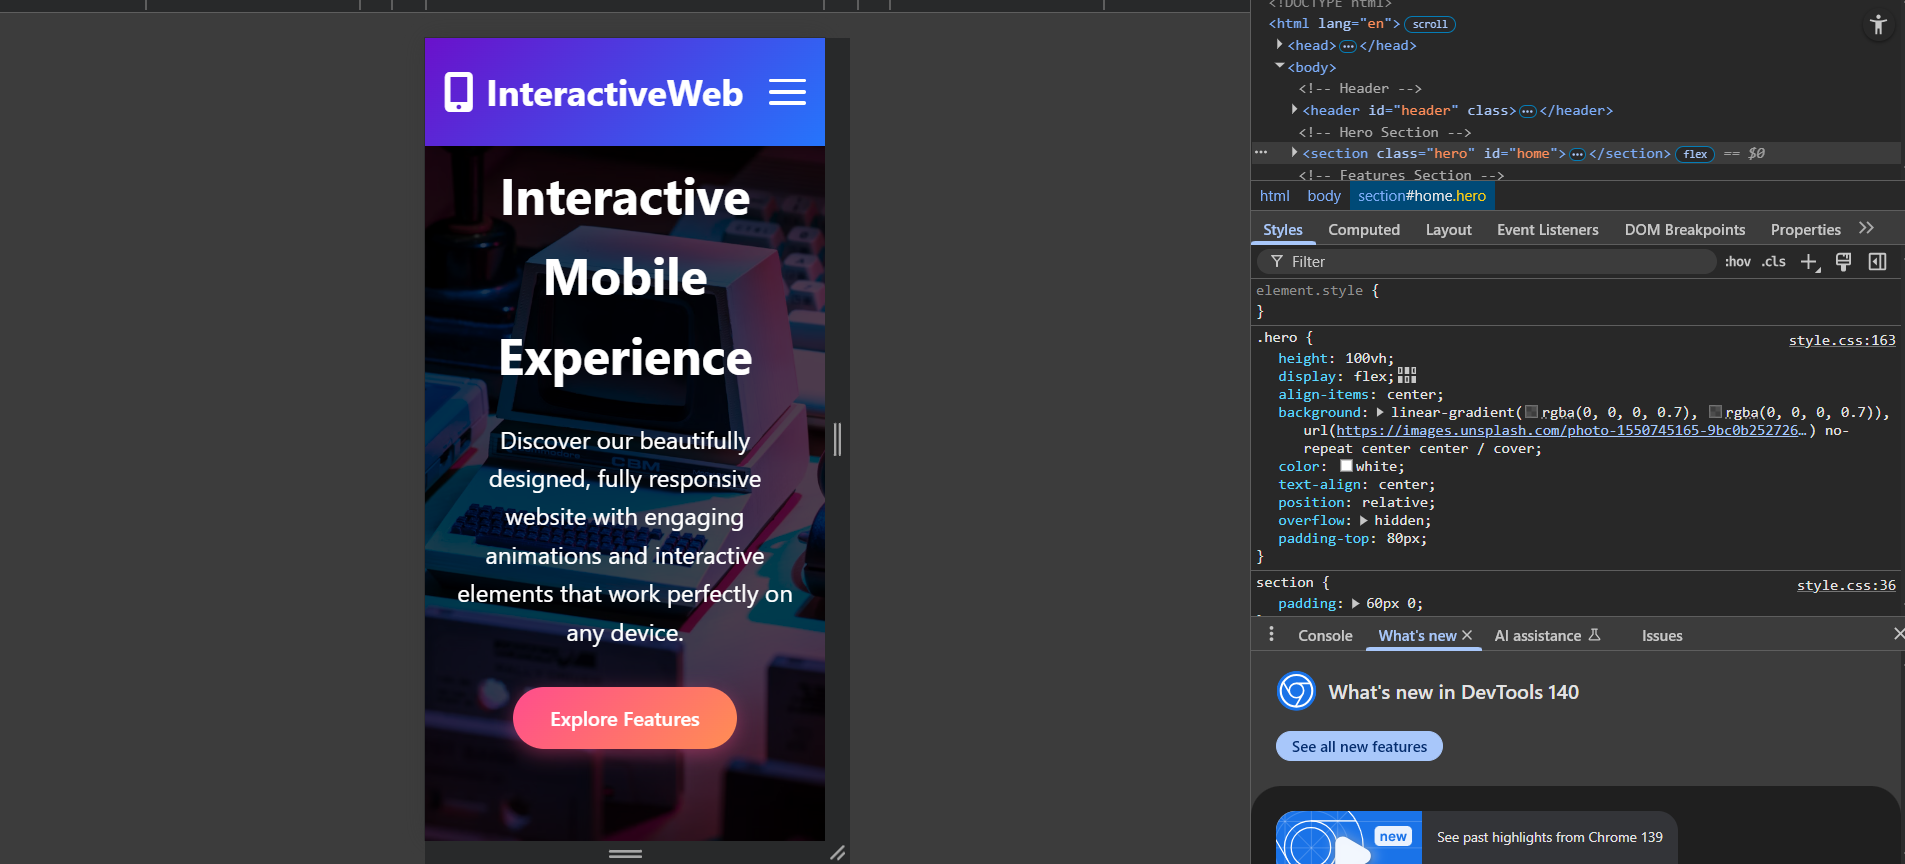 InteractiveWeb
Interactive
Mobile
Experience
Discover our beautifully
designed, fully responsive
website with engaging
animations and interactive
elements that work perfectly on
any device.
CBM
Explore Features
<!DOCTYPE html>
<html lang="en"> scroll
<head> ••• </head>
<body>
<!-- Header -->
<header id="header" class> ••• </header>
<!-- Hero Section -->
••• <section class="hero" id="home"> ••• </section> flex == $0
<!-- Features Section -->
html body section#home.hero
Styles Computed Layout Event Listeners DOM Breakpoints Properties
Filter :hov .cls
element.style {
}
.hero { style.css:163
height: 100vh;
display: flex;
align-items: center;
background: linear-gradient(rgba(0, 0, 0, 0.7), rgba(0, 0, 0, 0.7)),
url(https://images.unsplash.com/photo-1550745165-9bc0b252726…) no-
repeat center center / cover;
color: white;
text-align: center;
position: relative;
overflow: hidden;
padding-top: 80px;
}
section { style.css:36
padding: 60px 0;
Console What's new AI assistance Issues
What's new in DevTools 140
See all new features
new
See past highlights from Chrome 139